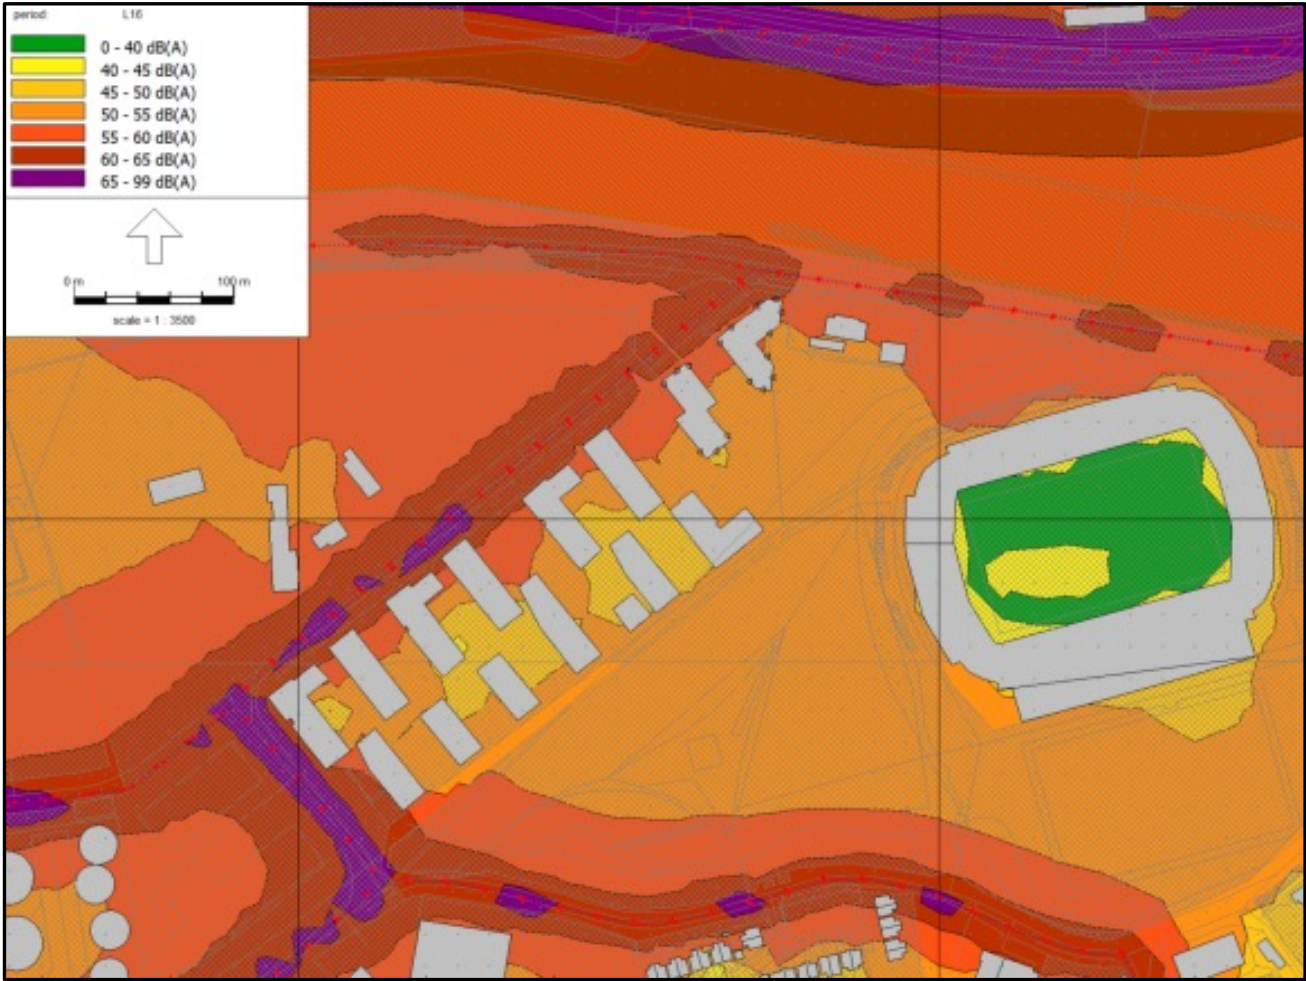 period: L16
0 - 40 dB(A)
40 - 45 dB(A)
45 - 50 dB(A)
50 - 55 dB(A)
55 - 60 dB(A)
60 - 65 dB(A)
65 - 99 dB(A)
0 m 100 m
scale = 1 : 3500